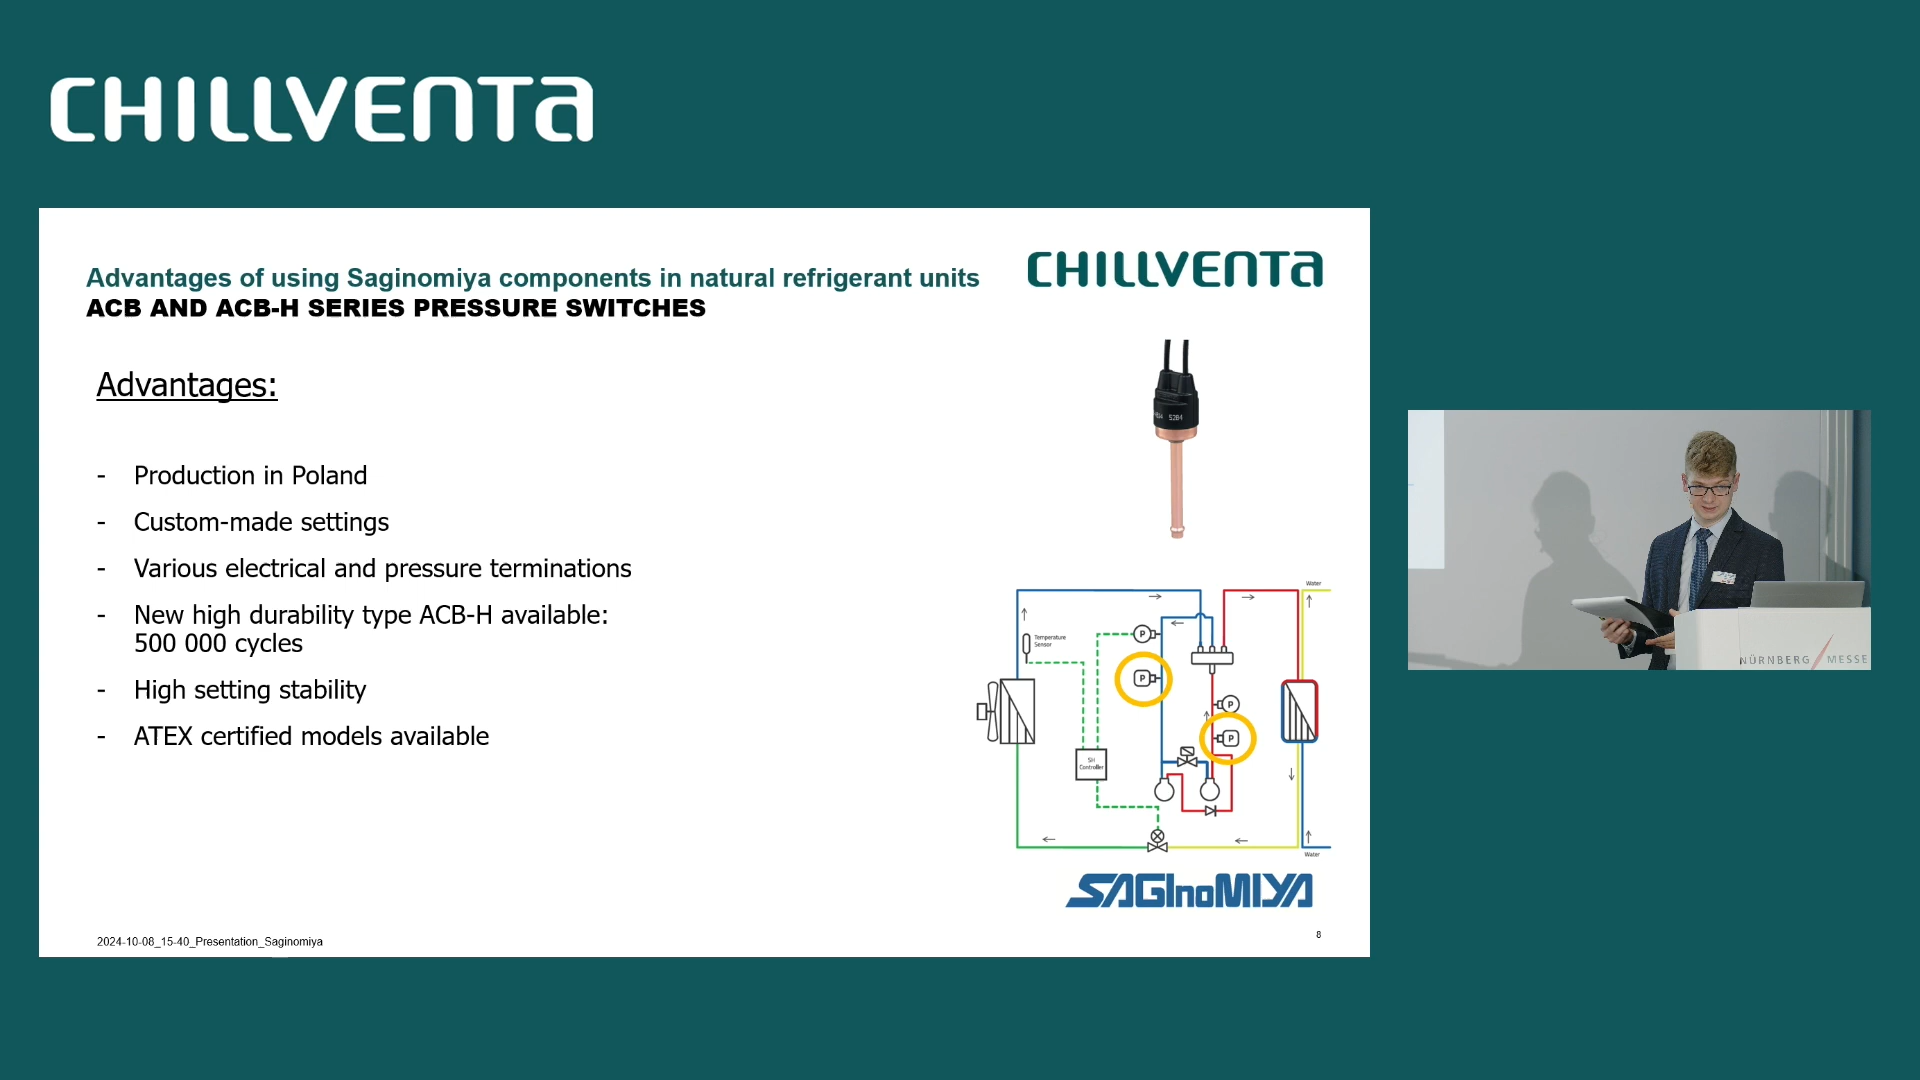 CHILLVENTA
Advantages of using Saginomiya components in natural refrigerant units
CHILLVENTA
ACB AND ACB-H SERIES PRESSURE SWITCHES
Advantages:
- Production in Poland
- Custom-made settings
- Various electrical and pressure terminations
- New high durability type ACB-H available:
500 000 cycles
- High setting stability
- ATEX certified models available
Water
Temperature
Sensor
P
P
P
P
SH
Controller
Water
SAGInoMIYA
2024-10-08_15-40_Presentation_Saginomiya
8
NÜRNBERG MESSE